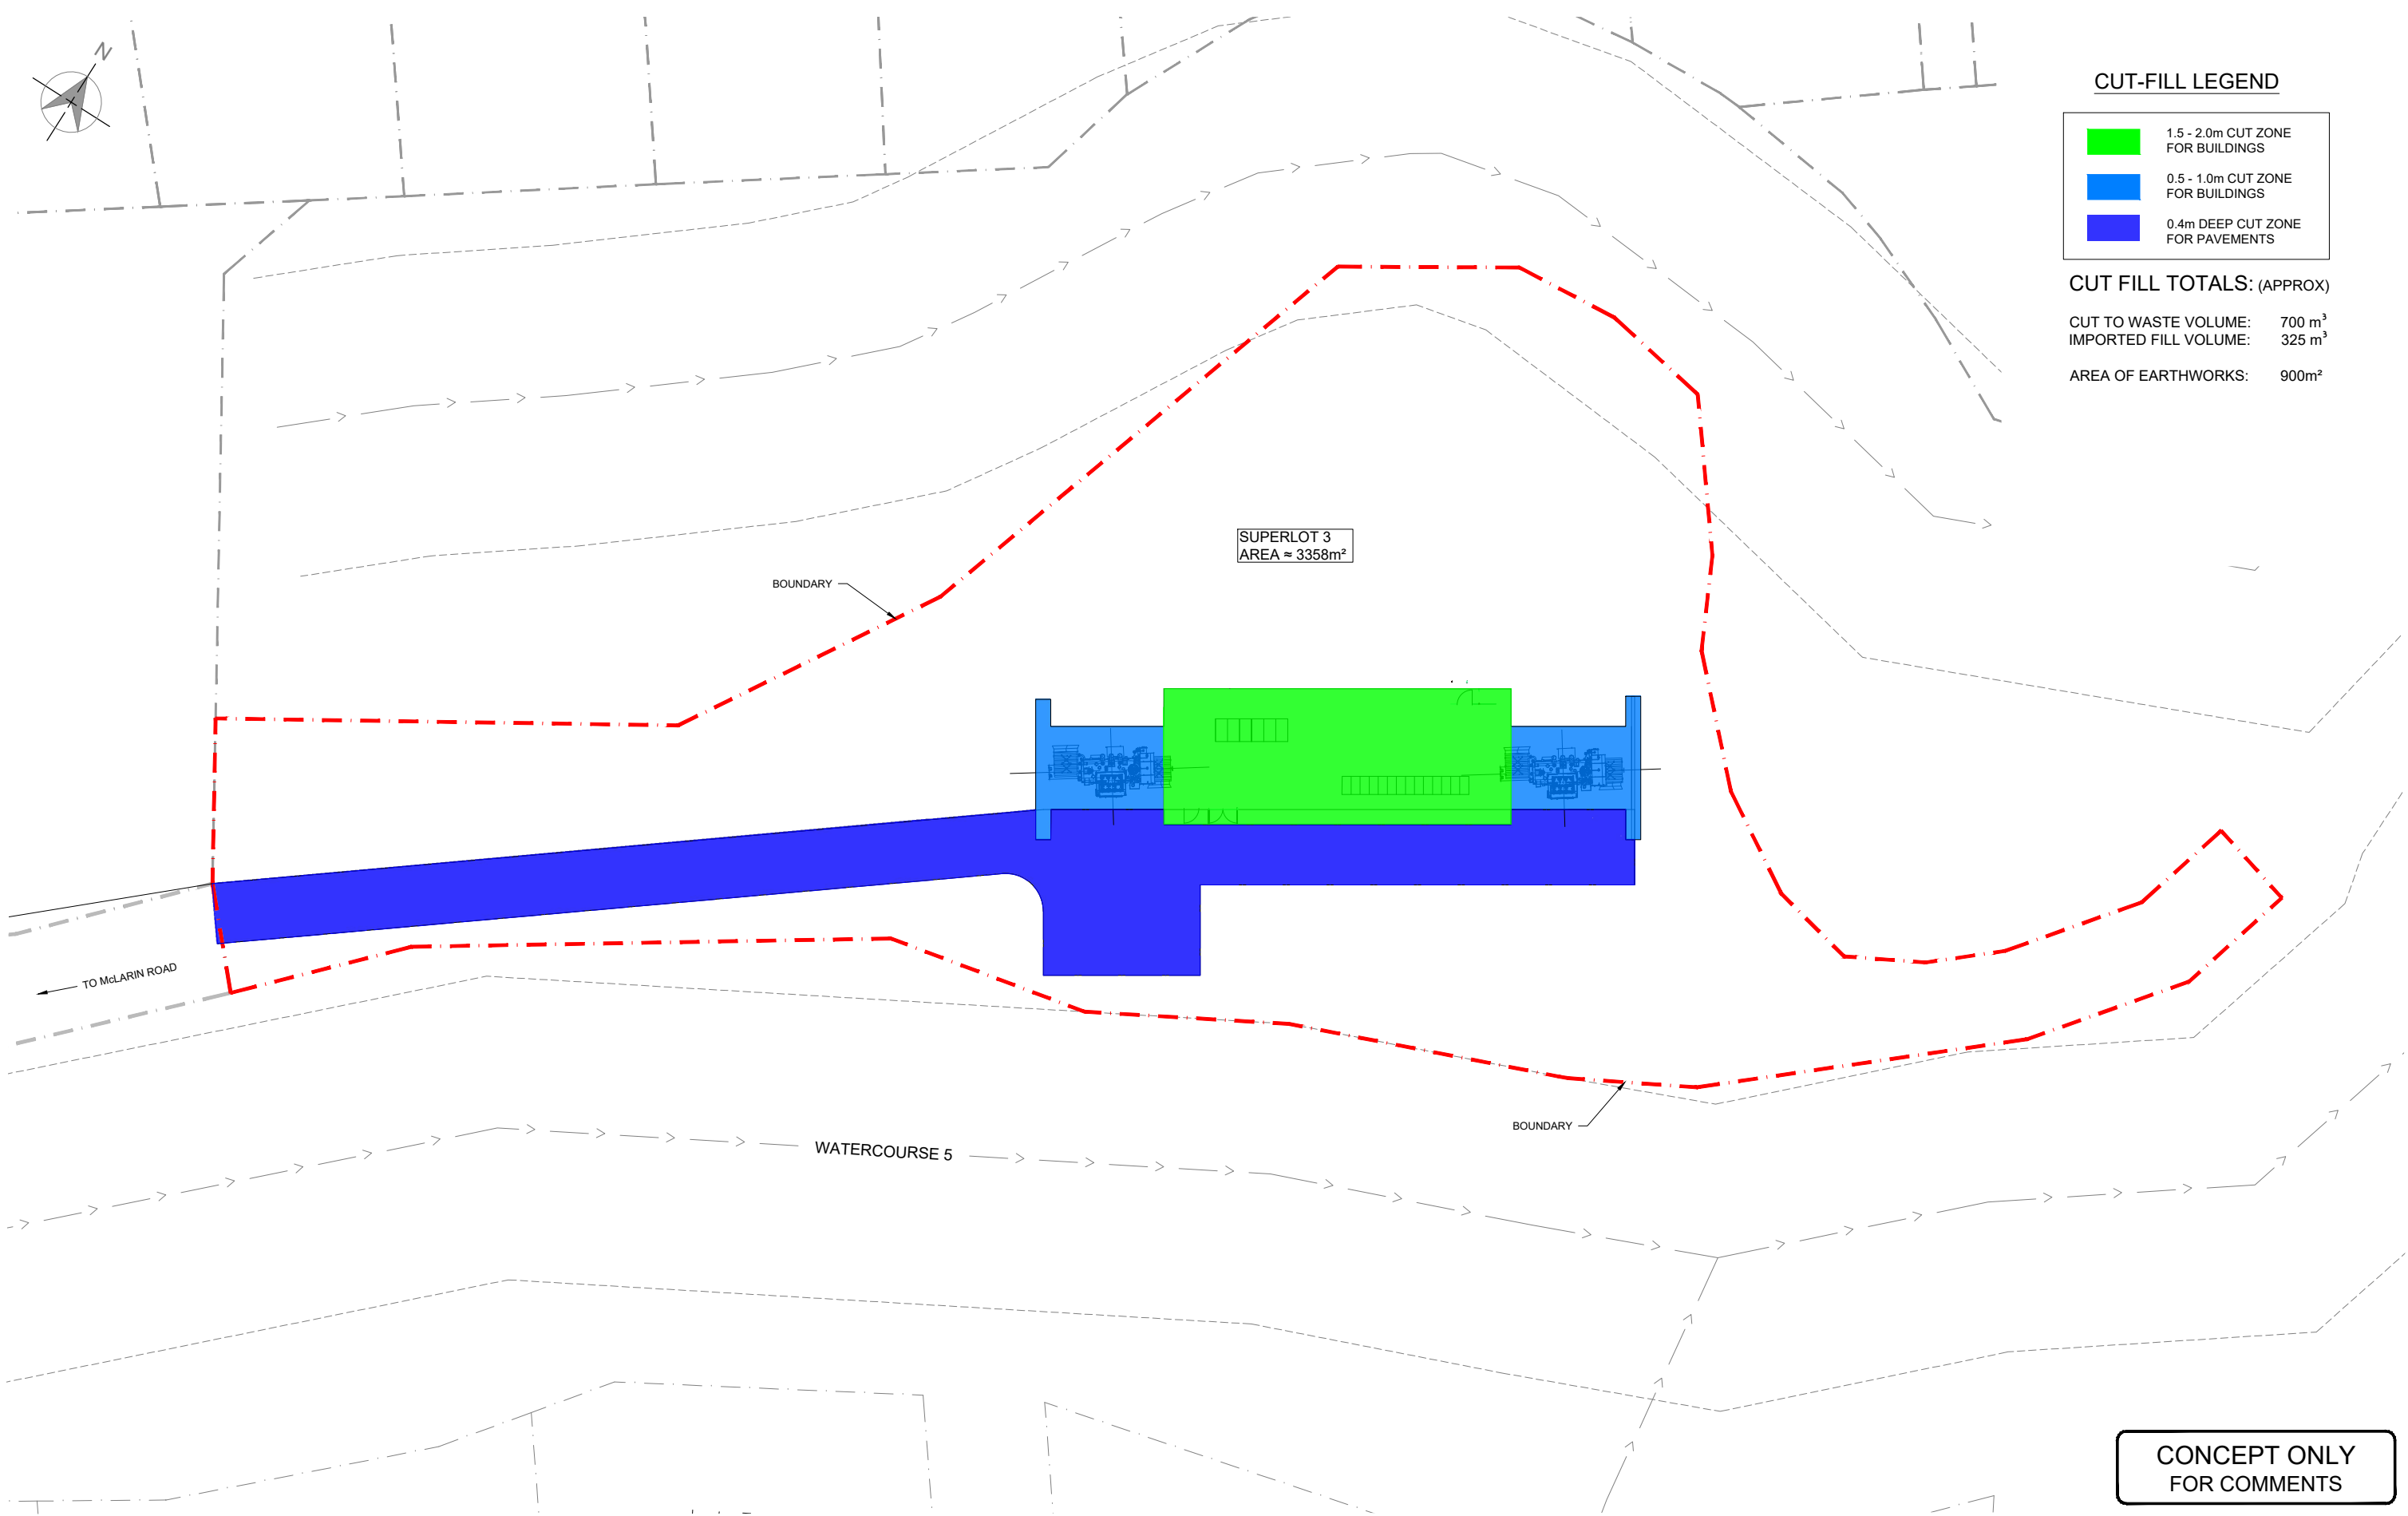 N
CUT-FILL LEGEND
1.5 - 2.0m CUT ZONE
FOR BUILDINGS
0.5 - 1.0m CUT ZONE
FOR BUILDINGS
0.4m DEEP CUT ZONE
FOR PAVEMENTS
CUT FILL TOTALS: (APPROX)
CUT TO WASTE VOLUME: 700 m³
IMPORTED FILL VOLUME: 325 m³
AREA OF EARTHWORKS: 900m²
SUPERLOT 3
AREA ≈ 3358m²
BOUNDARY
TO McLARIN ROAD
BOUNDARY
WATERCOURSE 5
CONCEPT ONLY
FOR COMMENTS